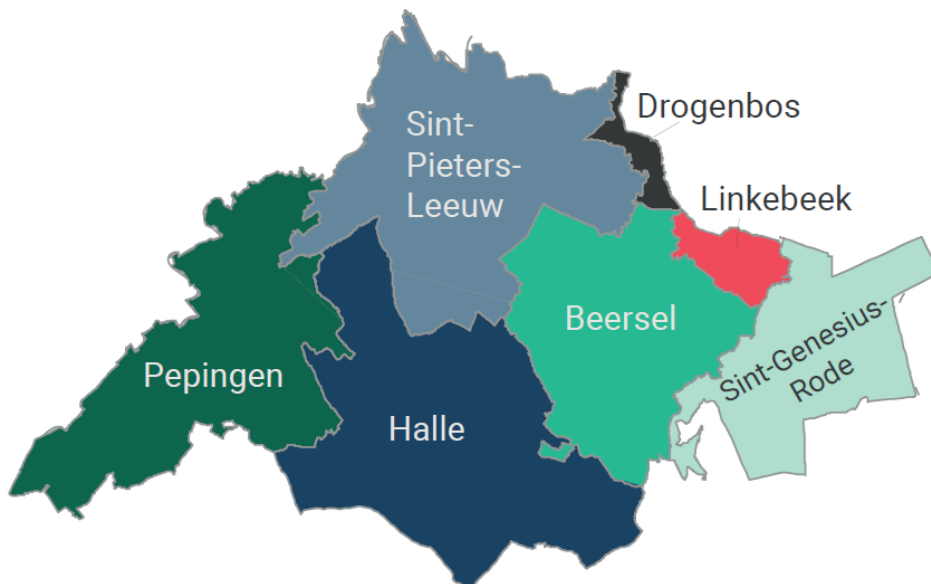 Drogenbos
Sint-
Pieters-
Leeuw
Linkebeek
Beersel
Sint-Genesius-
Rode
Pepingen
Halle